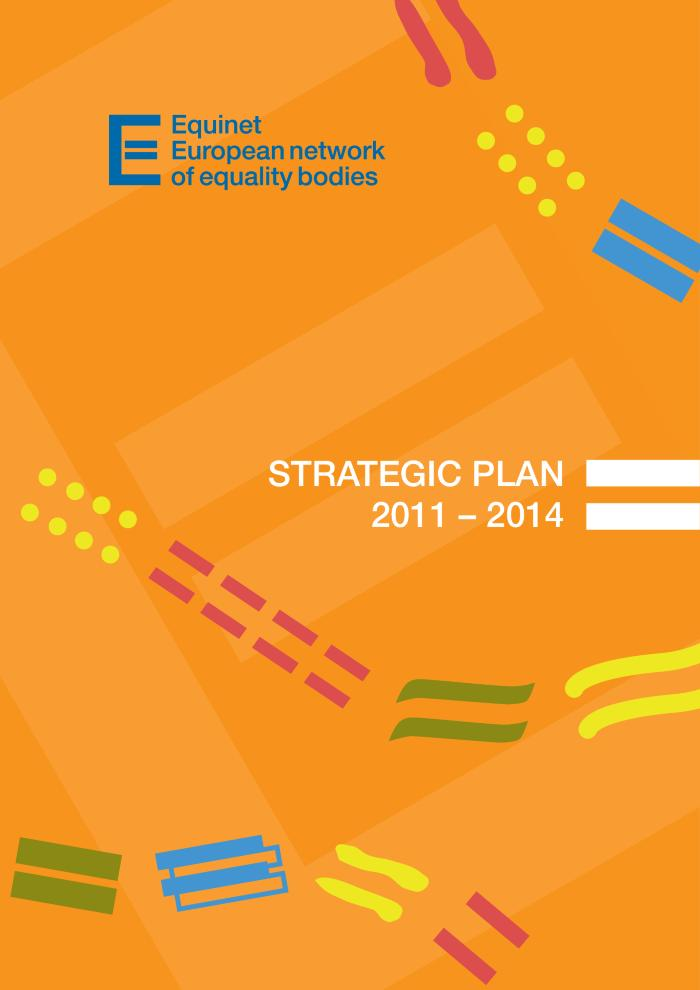 Equinet
European network
of equality bodies
STRATEGIC PLAN
2011 – 2014